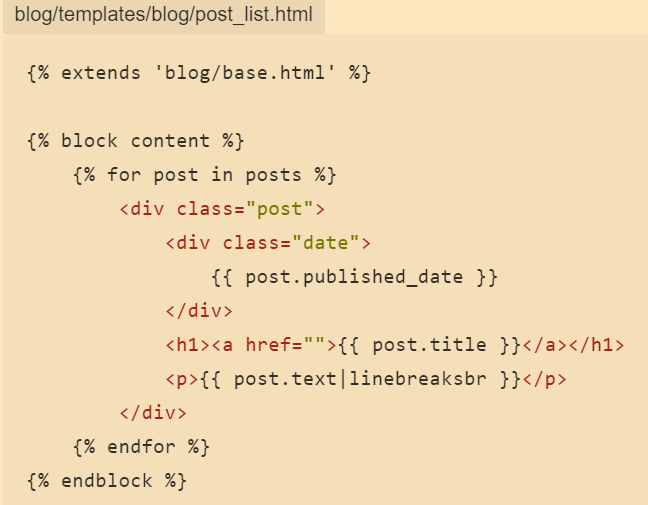 blog/templates/blog/post_list.html
{% extends 'blog/base.html' %}
{% block content %}
{% for post in posts %}
<div class="post">
<div class="date">
{{ post.published_date }}
</div>
<h1><a href="">{{ post.title }}</a></h1>
<p>{{ post.text|linebreaksbr }}</p>
</div>
{% endfor %}
{% endblock %}